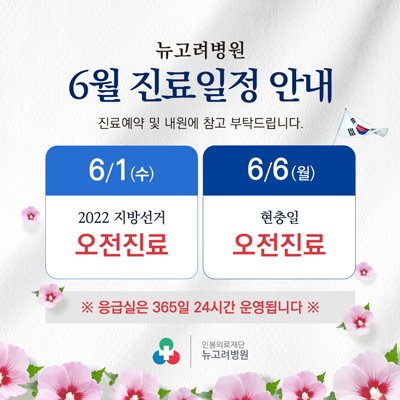 뉴고려병원
6월 진료일정 안내
진료예약 및 내원에 참고 부탁드립니다.
6/1(수)
2022 지방선거
오전진료
6/6(월)
현충일
오전진료
※ 응급실은 365일 24시간 운영됩니다 ※
인봉의료재단
뉴고려병원